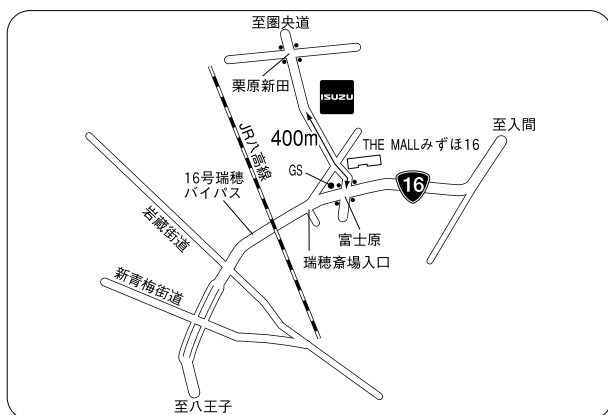 至圏央道
栗原新田
ISUZU
至入間
400m
THE MALLみずほ16
JR八高線
GS
16号瑞穂
バイパス
16
岩蔵街道
富士原
瑞穂斎場入口
新青梅街道
至八王子